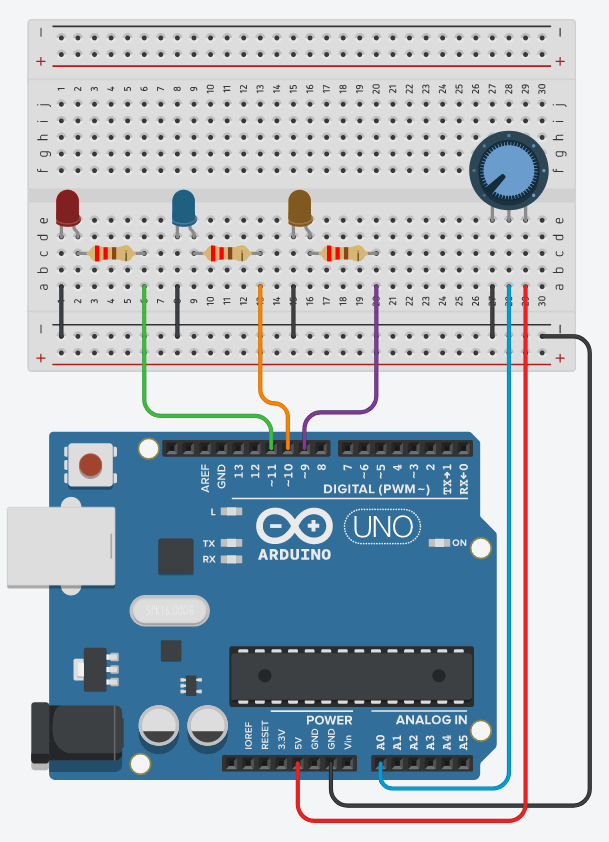 − −
+ +
1 2 3 4 5 6 7 8 9 10 11 12 13 14 15 16 17 18 19 20 21 22 23 24 25 26 27 28 29 30
j j
i i
h h
g g
f f
e e
d d
c c
b b
a a
1 2 3 4 5 6 7 8 9 10 11 12 13 14 15 16 17 18 19 20 21 22 23 24 25 26 27 28 29 30
− −
+ +
AREF GND 13 12 ~11 ~10 ~9 8 7 ~6 ~5 4 ~3 2 TX→1 RX←0
DIGITAL (PWM~)
L
TX
RX
UNO
ON
ARDUINO
SPK16.000G
POWER ANALOG IN
IOREF RESET 3.3V 5V GND GND Vin A0 A1 A2 A3 A4 A5